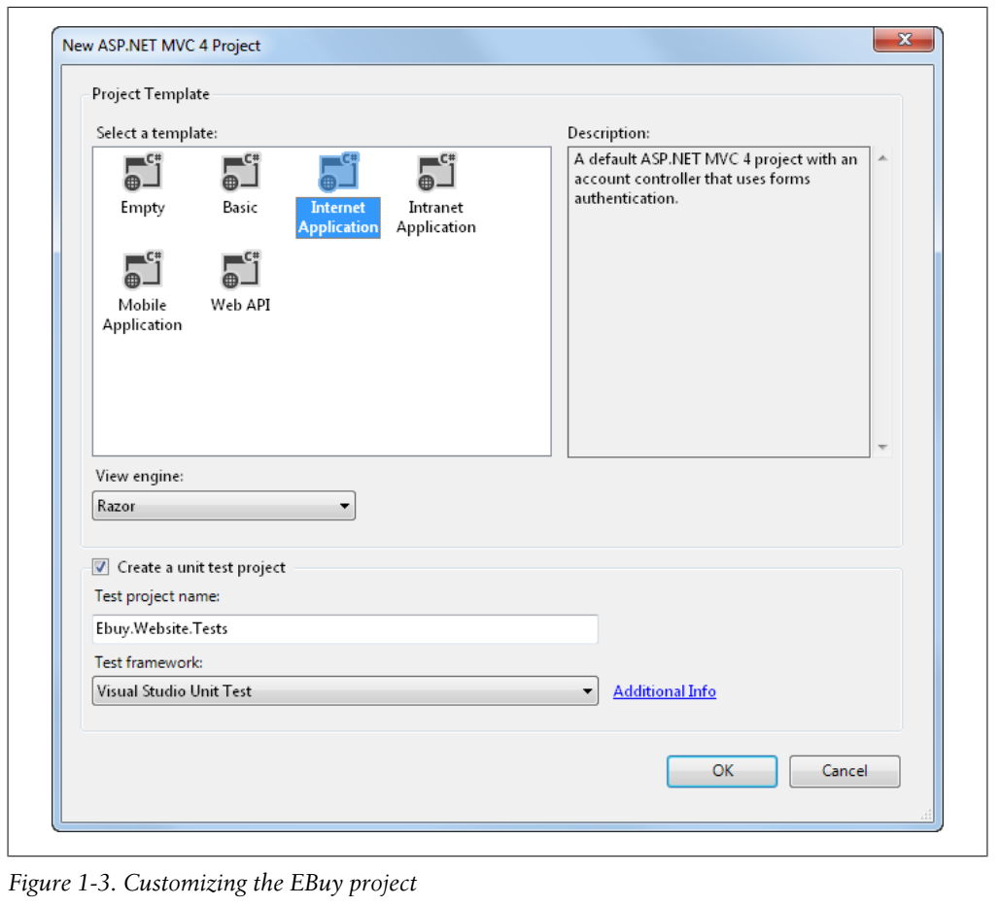 New ASP.NET MVC 4 Project
Project Template
Select a template:
C# C# C# C#
Empty Basic Internet Application Intranet Application
C# C#
Mobile Application Web API
Description:
A default ASP.NET MVC 4 project with an
account controller that uses forms
authentication.
View engine:
Razor
Create a unit test project
Test project name:
Ebuy.Website.Tests
Test framework:
Visual Studio Unit Test
Additional Info
OK Cancel
Figure 1-3. Customizing the EBuy project